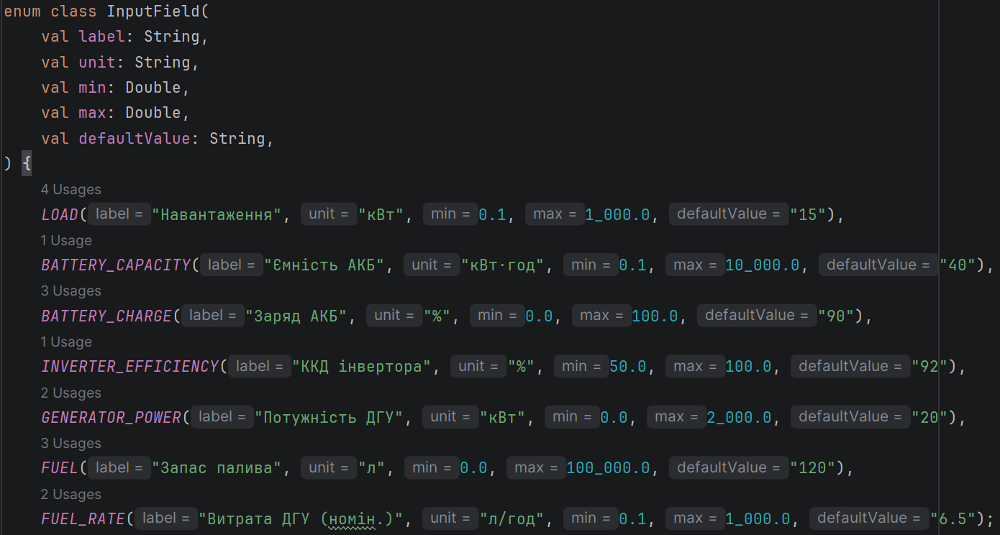 enum class InputField(
val label: String,
val unit: String,
val min: Double,
val max: Double,
val defaultValue: String,
) {
4 Usages
LOAD( label = "Навантаження", unit = "кВт", min = 0.1, max = 1_000.0, defaultValue = "15"),
1 Usage
BATTERY_CAPACITY( label = "Ємність АКБ", unit = "кВт·год", min = 0.1, max = 10_000.0, defaultValue = "40"),
3 Usages
BATTERY_CHARGE( label = "Заряд АКБ", unit = "%", min = 0.0, max = 100.0, defaultValue = "90"),
1 Usage
INVERTER_EFFICIENCY( label = "ККД інвертора", unit = "%", min = 50.0, max = 100.0, defaultValue = "92"),
2 Usages
GENERATOR_POWER( label = "Потужність ДГУ", unit = "кВт", min = 0.0, max = 2_000.0, defaultValue = "20"),
3 Usages
FUEL( label = "Запас палива", unit = "л", min = 0.0, max = 100_000.0, defaultValue = "120"),
2 Usages
FUEL_RATE( label = "Витрата ДГУ (номін.)", unit = "л/год", min = 0.1, max = 1_000.0, defaultValue = "6.5");